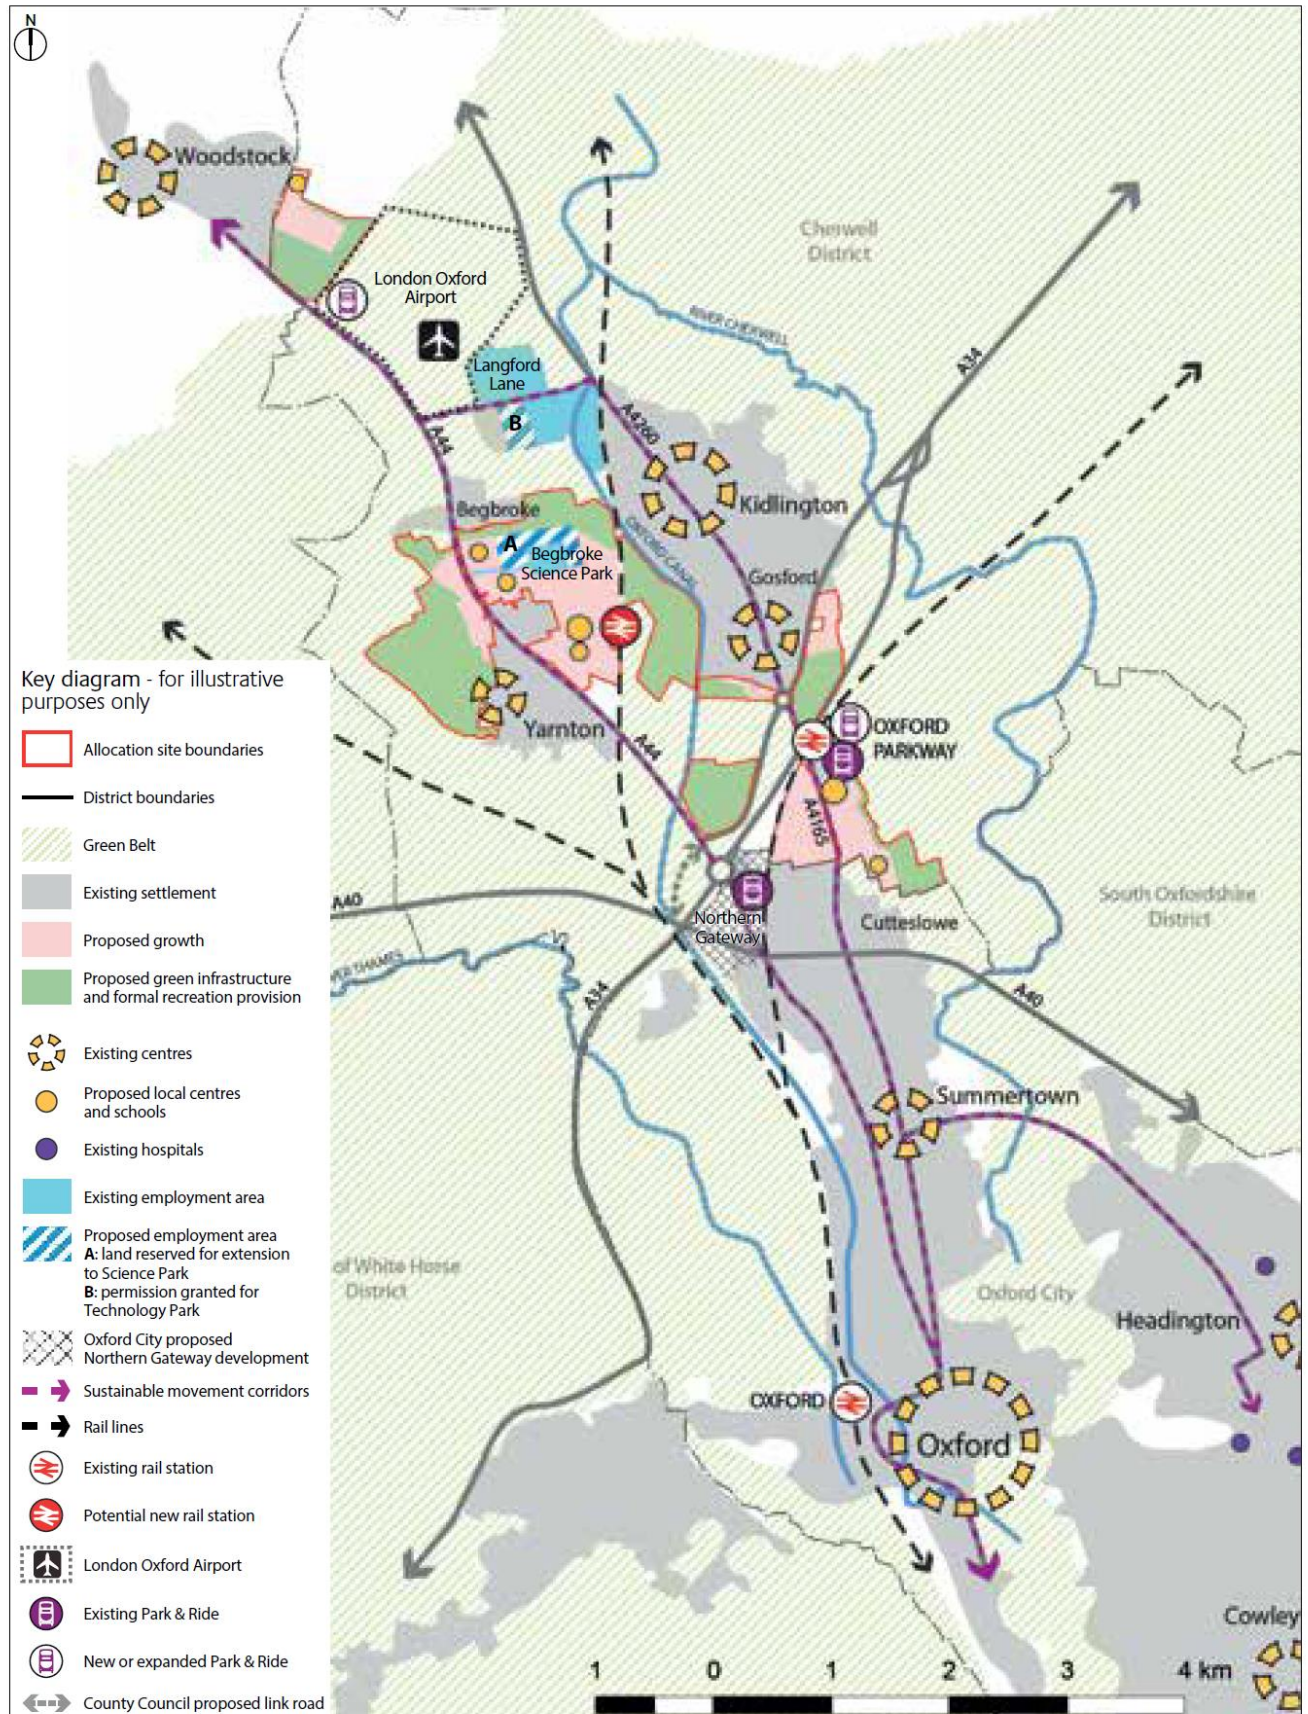 N
Woodstock
Cherwell
District
London Oxford
Airport
RIVER CHERWELL
A34
Langford
Lane
B
A4260
A44
Kidlington
Begbroke
A
Begbroke
Science Park
OXFORD CANAL
Gosford
Yarnton
A44
OXFORD
PARKWAY
A4165
A40
Northern
Gateway
Cutteslowe
South Oxfordshire
District
VER THAMES
A34
A40
Summertown
of White Horse
District
Oxford City
Headington
OXFORD
Oxford
Cowley
1 0 1 2 3 4 km
Key diagram - for illustrative
purposes only
Allocation site boundaries
District boundaries
Green Belt
Existing settlement
Proposed growth
Proposed green infrastructure
and formal recreation provision
Existing centres
Proposed local centres
and schools
Existing hospitals
Existing employment area
Proposed employment area
A: land reserved for extension
to Science Park
B: permission granted for
Technology Park
Oxford City proposed
Northern Gateway development
Sustainable movement corridors
Rail lines
Existing rail station
Potential new rail station
London Oxford Airport
Existing Park & Ride
New or expanded Park & Ride
County Council proposed link road